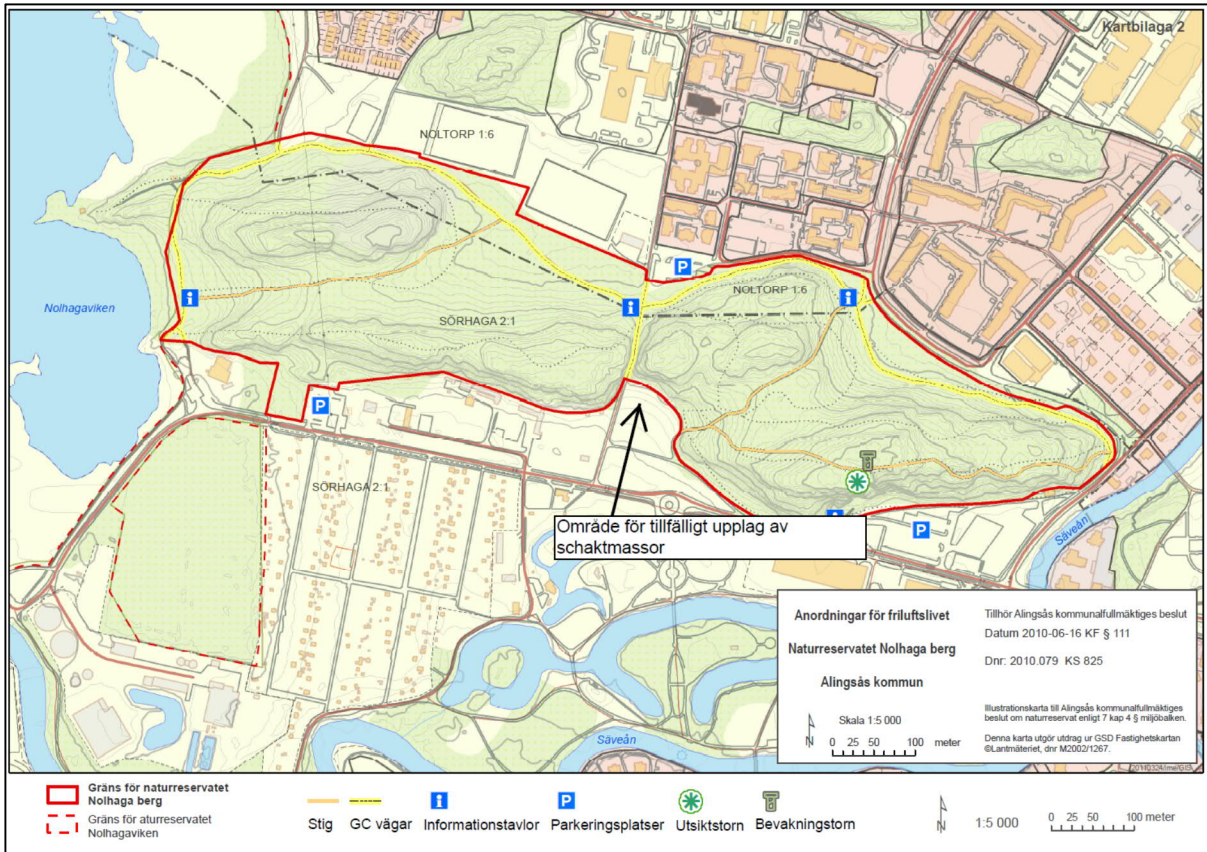 Kartbilaga 2
NOLTORP 1:6
P
NOLTORP 1:6
i
i
i
Nolhagaviken
SÖRHAGA 2:1
P
SÖRHAGA 2:1
Område för tillfälligt upplag av
schaktmassor
P
Säveån
Säveån
Anordningar för friluftslivet
Naturreservatet Nolhaga berg
Alingsås kommun
Skala 1:5 000
N
0 25 50 100 meter
Tillhör Alingsås kommunalfullmäktiges beslut
Datum 2010-06-16 KF § 111
Dnr: 2010.079 KS 825
Illustrationskarta till Alingsås kommunalfullmäktiges
beslut om naturreservat enligt 7 kap 4 § miljöbalken.
Denna karta utgör utdrag ur GSD Fastighetskartan
©Lantmäteriet, dnr M2002/1267.
Gräns för naturreservatet
Nolhaga berg
Gräns för aturreservatet
Nolhagaviken
Stig
GC vägar
i
Informationstavlor
P
Parkeringsplatser
Utsiktstorn
Bevakningstorn
N
1:5 000
0 25 50 100 meter